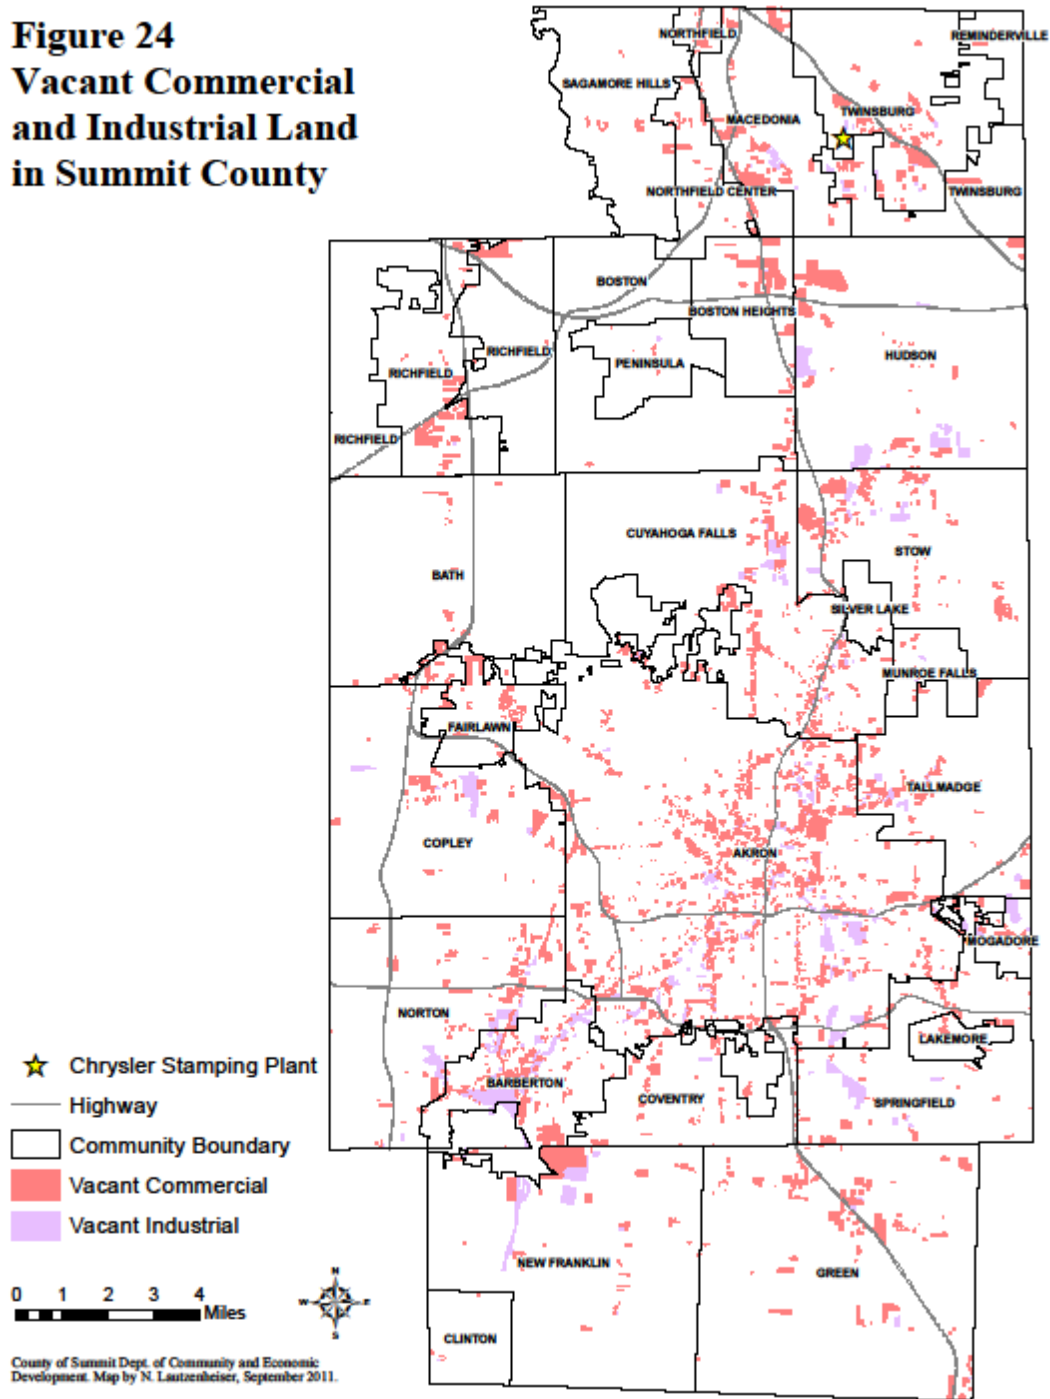 Figure 24
Vacant Commercial
and Industrial Land
in Summit County
NORTHFIELD
REMINDERVILLE
SAGAMORE HILLS
TWINSBURG
MACEDONIA
NORTHFIELD CENTER
TWINSBURG
BOSTON
BOSTON HEIGHTS
RICHFIELD
HUDSON
PENINSULA
RICHFIELD
RICHFIELD
CUYAHOGA FALLS
STOW
BATH
SILVER LAKE
MUNROE FALLS
FAIRLAWN
TALLMADGE
COPLEY
AKRON
MOGADORE
NORTON
LAKEMORE
BARBERTON
COVENTRY
SPRINGFIELD
NEW FRANKLIN
GREEN
CLINTON
Chrysler Stamping Plant
Highway
Community Boundary
Vacant Commercial
Vacant Industrial
0 1 2 3 4
Miles
N
W E
S
County of Summit Dept. of Community and Economic
Development. Map by N. Lautzenheiser, September 2011.